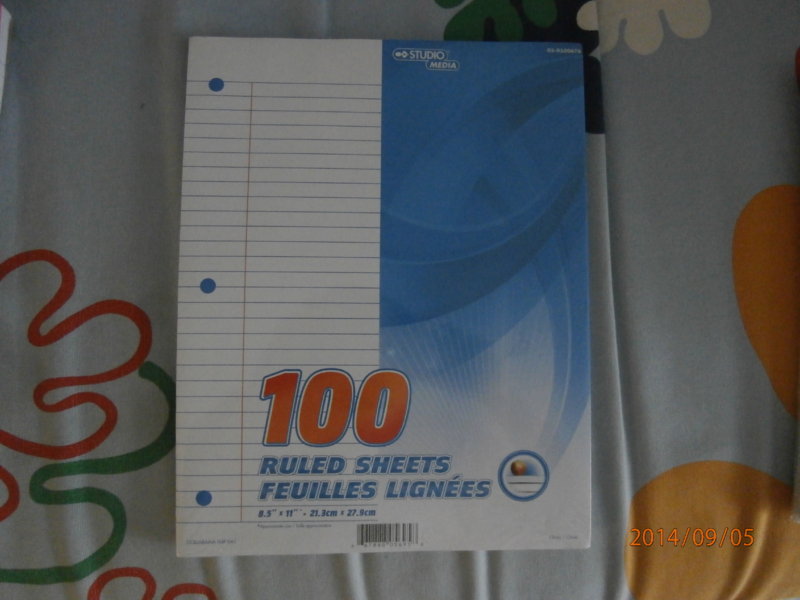 STUDIO
MEDIA
100
RULED SHEETS
FEUILLES LIGNÉES
8.5" x 11" - 21.3cm x 27.9cm
2014/09/05